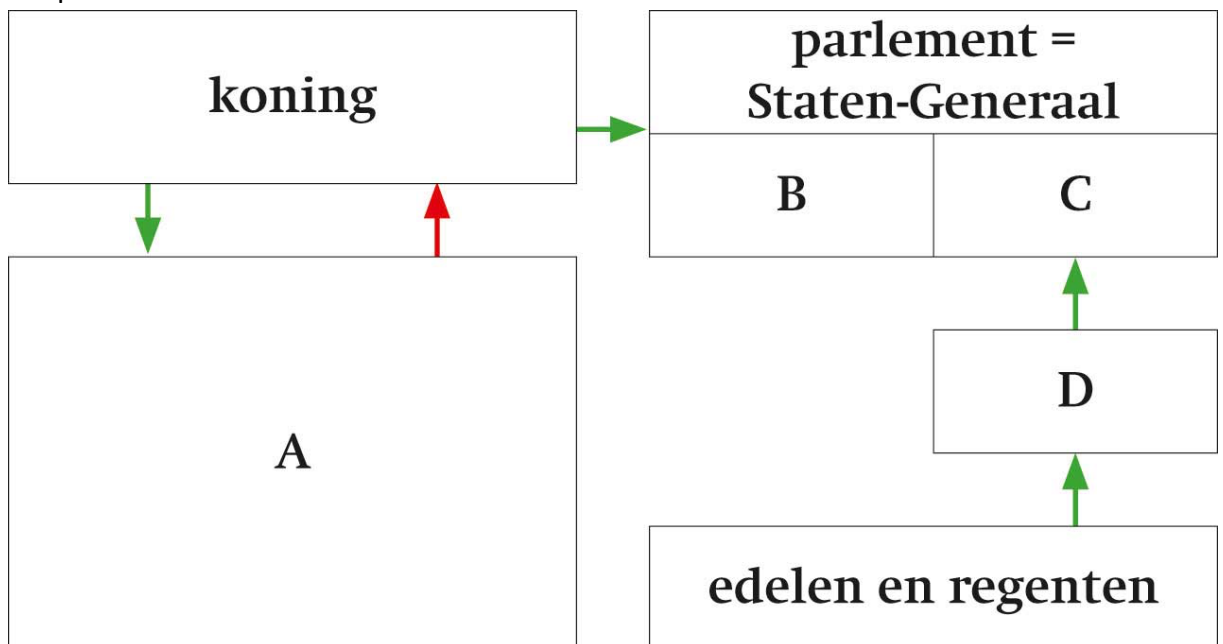 koning
parlement =
Staten-Generaal
B
C
D
A
edelen en regenten